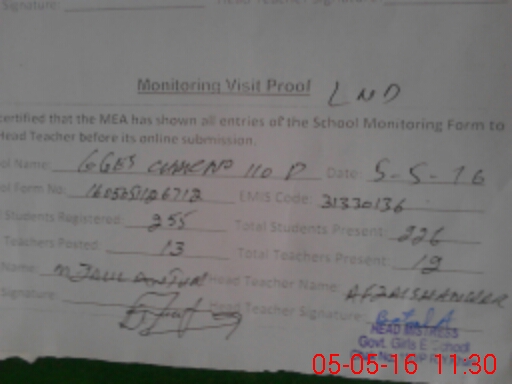 Signature:
Monitoring Visit Proof LND
certified that the MEA has shown all entries of the School Monitoring Form to
Head Teacher before its online submission.
ol Name: GGES 110 P Date: 5-5-16
ol Form No: EMIS Code: 31330136
Students Registered: 255 Total Students Present: 226
Teachers Posted: 13 Total Teachers Present: 12
Name: Head Teacher Name:
Signature: Head Teacher Signature:
HEAD MISTRESS
Govt. Girls E School
05-05-16 11:30